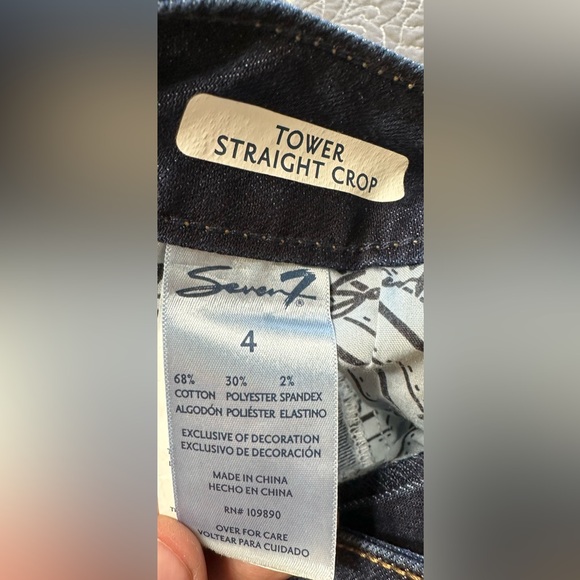 TOWER
STRAIGHT CROP
Seven7®
4
68% 30% 2%
COTTON POLYESTER SPANDEX
ALGODÓN POLIÉSTER ELASTINO
EXCLUSIVE OF DECORATION
EXCLUSIVO DE DECORACIÓN
MADE IN CHINA
HECHO EN CHINA
RN# 109890
OVER FOR CARE
VOLTEAR PARA CUIDADO